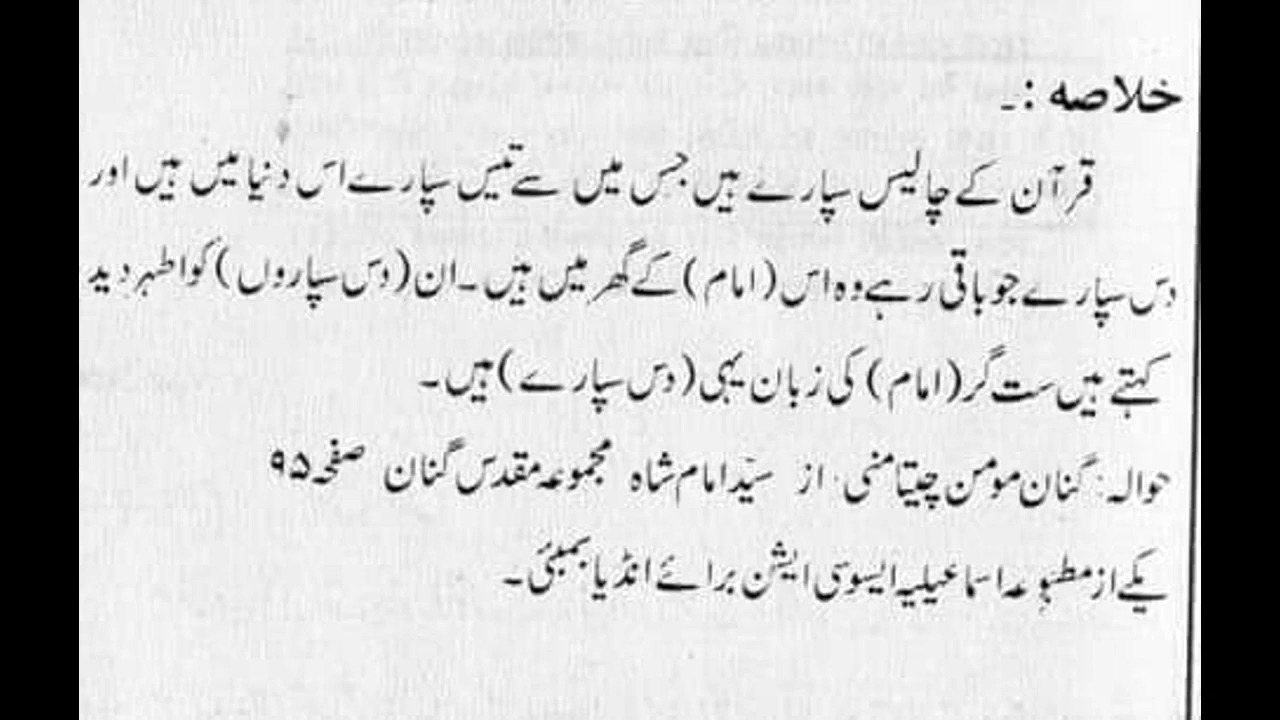 خلاصه :۔
قرآن کے چالیس سپارے ہیں جس میں سے تیس سپارے اس دنیا میں ہیں اور
دس سپارے جو باقی رہے وہ اس (امام) کے گھر میں ہیں۔ ان (دس سپاروں) کو اطہر دید
کہتے ہیں ست گر (امام) کی زبان یہی (دس سپارے) ہیں۔
حوالہ: گنان مومن چیتامنی۔ از سیّد امام شاہ مجموعہ مقدس گنان صفحہ ۹۵
یکے از مطبوعہ اسماعیلیہ ایسوسی ایشن برائے انڈیا بمبئی۔